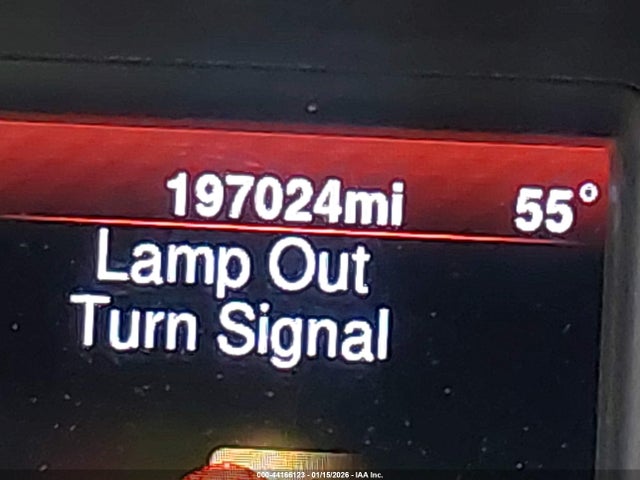 197024mi 55°
Lamp Out
Turn Signal
000-44166123 - 01/15/2026 - IAA Inc.